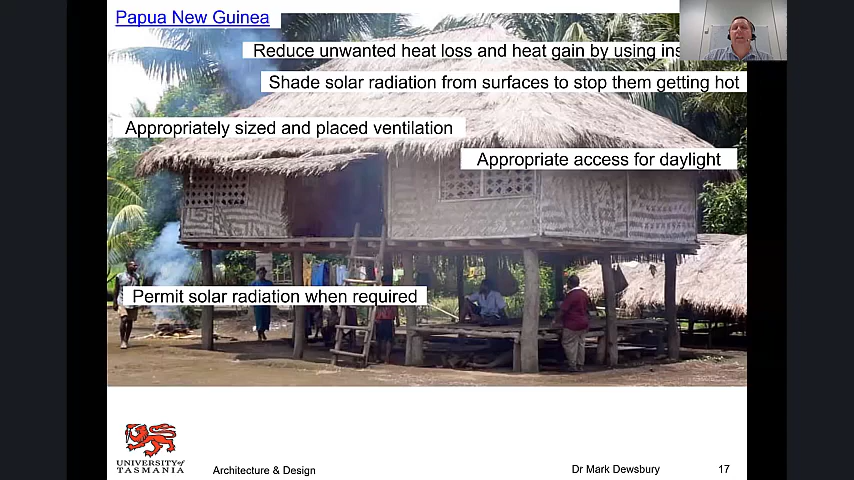 Papua New Guinea
Reduce unwanted heat loss and heat gain by using
Shade solar radiation from surfaces to stop them getting hot
Appropriately sized and placed ventilation
Appropriate access for daylight
Permit solar radiation when required
UNIVERSITY of
TASMANIA
Architecture & Design
Dr Mark Dewsbury
17